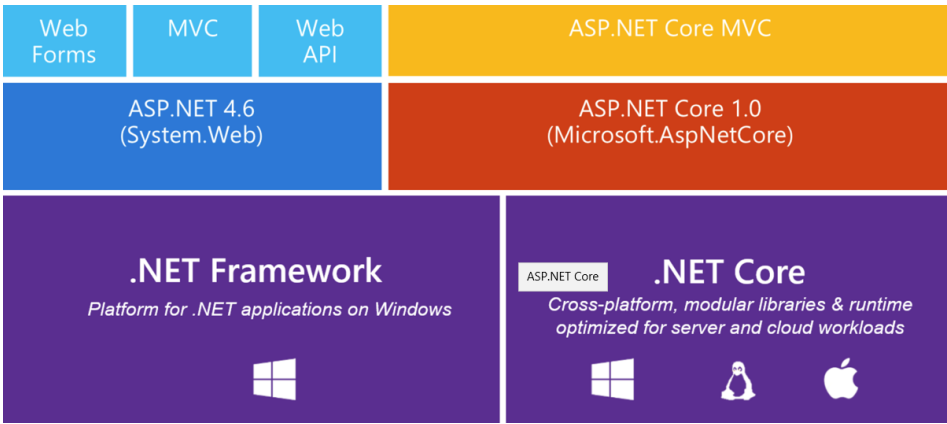 Web
Forms
MVC
Web
API
ASP.NET Core MVC
ASP.NET 4.6
(System.Web)
ASP.NET Core 1.0
(Microsoft.AspNetCore)
.NET Framework
Platform for .NET applications on Windows
ASP.NET Core
.NET Core
Cross-platform, modular libraries & runtime
optimized for server and cloud workloads